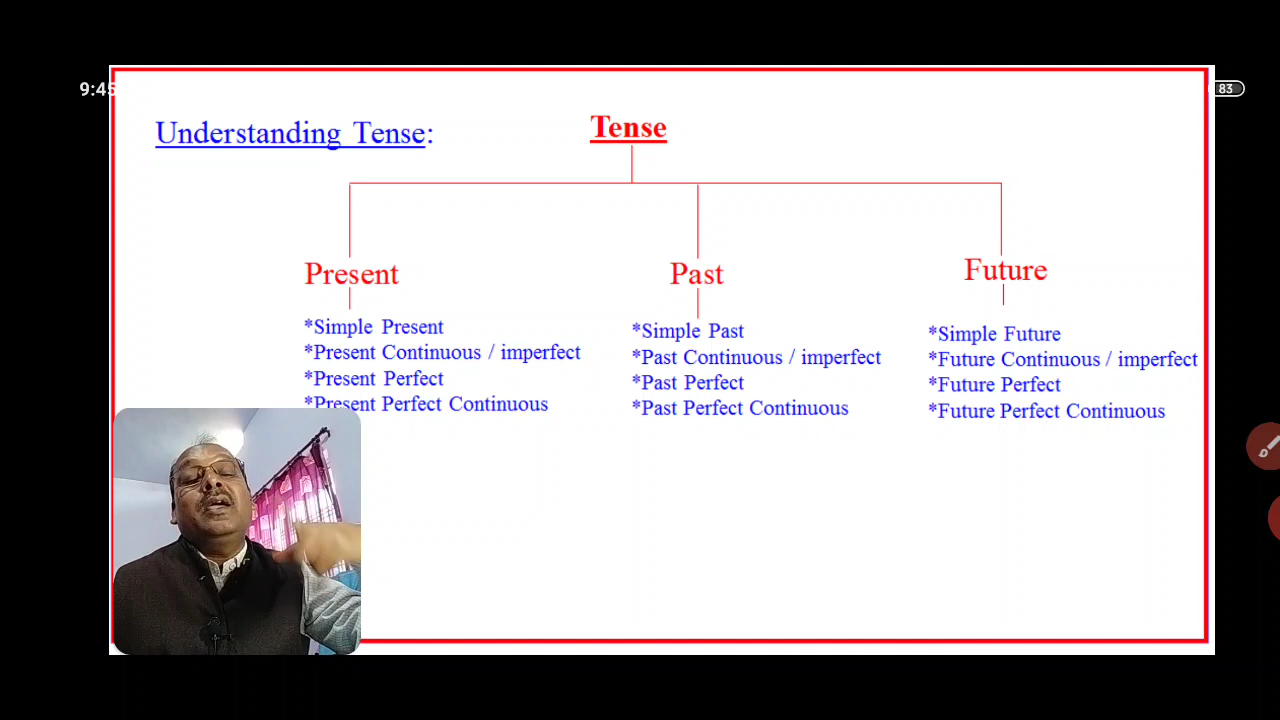 9:45
83
Understanding Tense:
Tense
Present
Past
Future
*Simple Present
*Present Continuous / imperfect
*Present Perfect
*Present Perfect Continuous
*Simple Past
*Past Continuous / imperfect
*Past Perfect
*Past Perfect Continuous
*Simple Future
*Future Continuous / imperfect
*Future Perfect
*Future Perfect Continuous